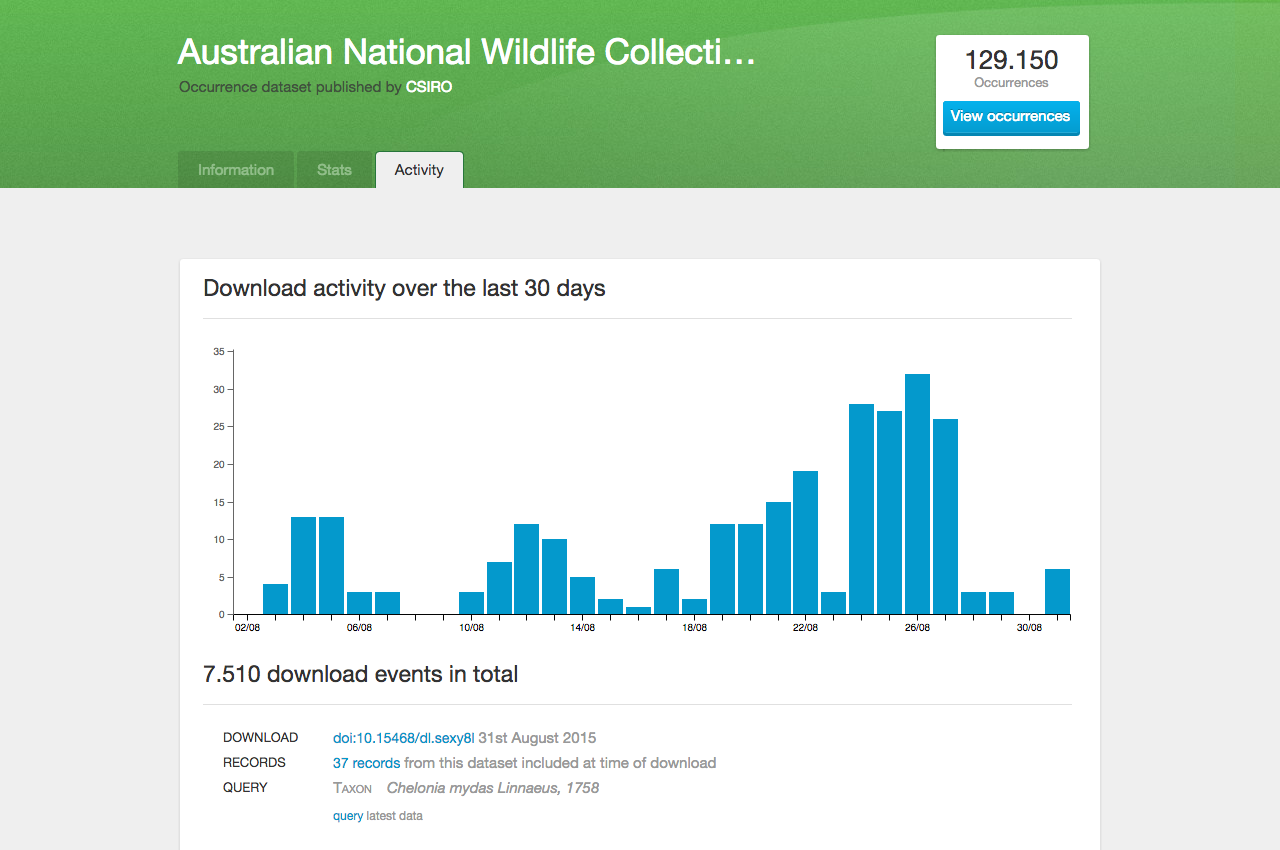 Australian National Wildlife Collecti...
Occurrence dataset published by CSIRO
129.150
Occurrences
View occurrences
Information
Stats
Activity
Download activity over the last 30 days
35
30
25
20
15
10
5
0
02/08 06/08 10/08 14/08 18/08 22/08 26/08 30/08
7.510 download events in total
DOWNLOAD doi:10.15468/dl.sexy8l 31st August 2015
RECORDS 37 records from this dataset included at time of download
QUERY TAXON Chelonia mydas Linnaeus, 1758
query latest data